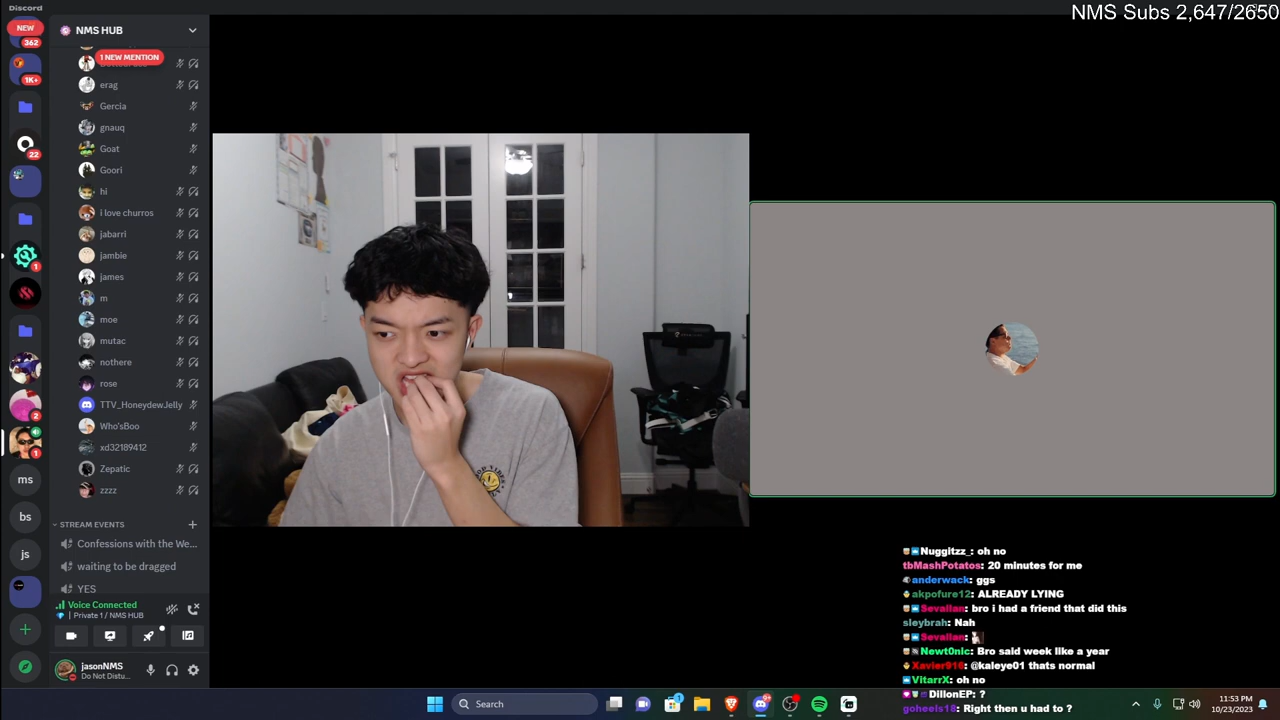 Discord
NMS Subs 2,647/2650
NEW
362
1K+
22
1
2
1
ms
bs
js
NMS HUB
1 NEW MENTION
erag
Gercia
gnauq
Goat
Goori
hi
i love churros
jabarri
jambie
james
m
moe
mutac
nothere
rose
TTV_HoneydewJelly
Who'sBoo
xd32189412
Zepatic
zzzz
STREAM EVENTS
Confessions with the We...
waiting to be dragged
YES
Voice Connected
Private 1 / NMS HUB
jasonNMS
Do Not Distu...
Nuggitzz_: oh no
tbMashPotatos: 20 minutes for me
anderwack: ggs
akpofure12: ALREADY LYING
Sevallan: bro i had a friend that did this
sleybrah: Nah
Sevallan:
Newt0nic: Bro said week like a year
Xavier916: @kaleye01 thats normal
VitarrX: oh no
DillonEP: ?
goheels18: Right then u had to ?
Search
11:53 PM
10/23/2023